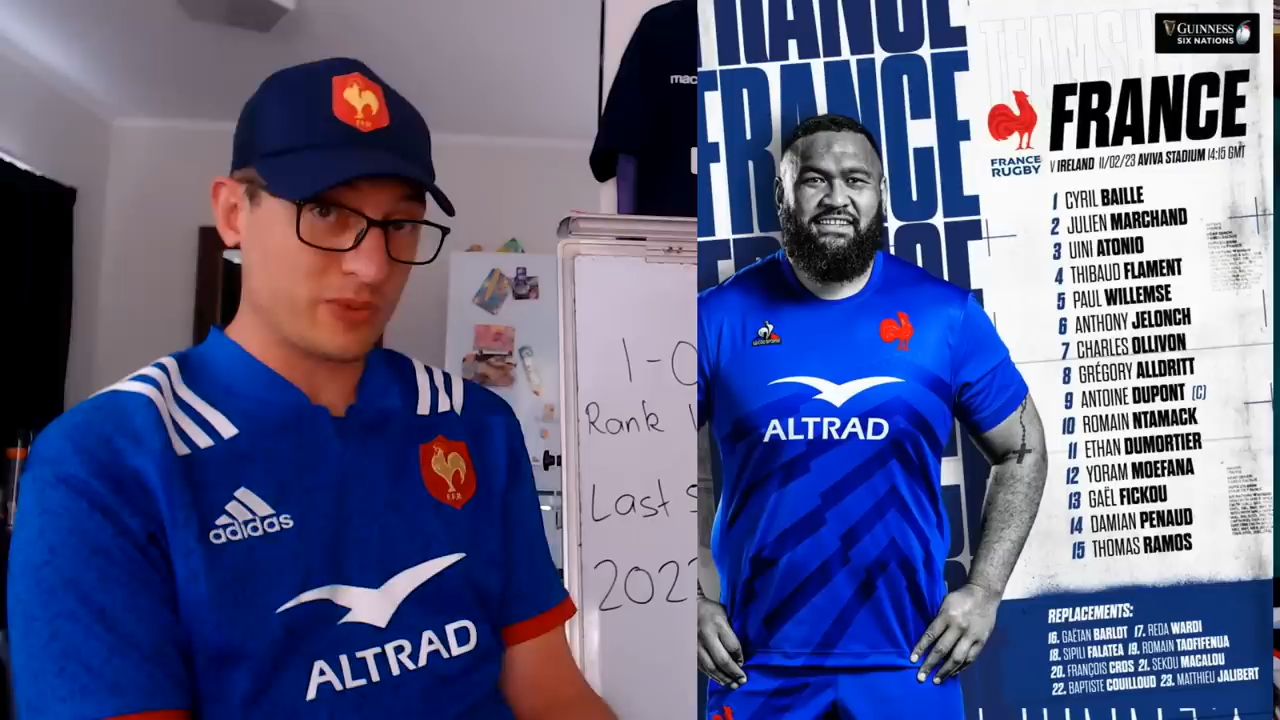 F.F.R
adidas
ALTRAD
F.F.R
mac
1-0
Rank
Last
202
FRANCE
FRANCE
FRANCE
ALTRAD
GUINNESS
SIX NATIONS
FRANCE
FRANCE
RUGBY
V IRELAND 11/02/23 AVIVA STADIUM 14:15 GMT
1 CYRIL BAILLE
2 JULIEN MARCHAND
3 UINI ATONIO
4 THIBAUD FLAMENT
5 PAUL WILLEMSE
6 ANTHONY JELONCH
7 CHARLES OLLIVON
8 GRÉGORY ALLDRITT
9 ANTOINE DUPONT (C)
10 ROMAIN NTAMACK
11 ETHAN DUMORTIER
12 YORAM MOEFANA
13 GAËL FICKOU
14 DAMIAN PENAUD
15 THOMAS RAMOS
REPLACEMENTS:
16. GAËTAN BARLOT 17. REDA WARDI
18. SIPILI FALATEA 19. ROMAIN TAOFIFENUA
20. FRANÇOIS CROS 21. SEKOU MACALOU
22. BAPTISTE COUILLOUD 23. MATTHIEU JALIBERT